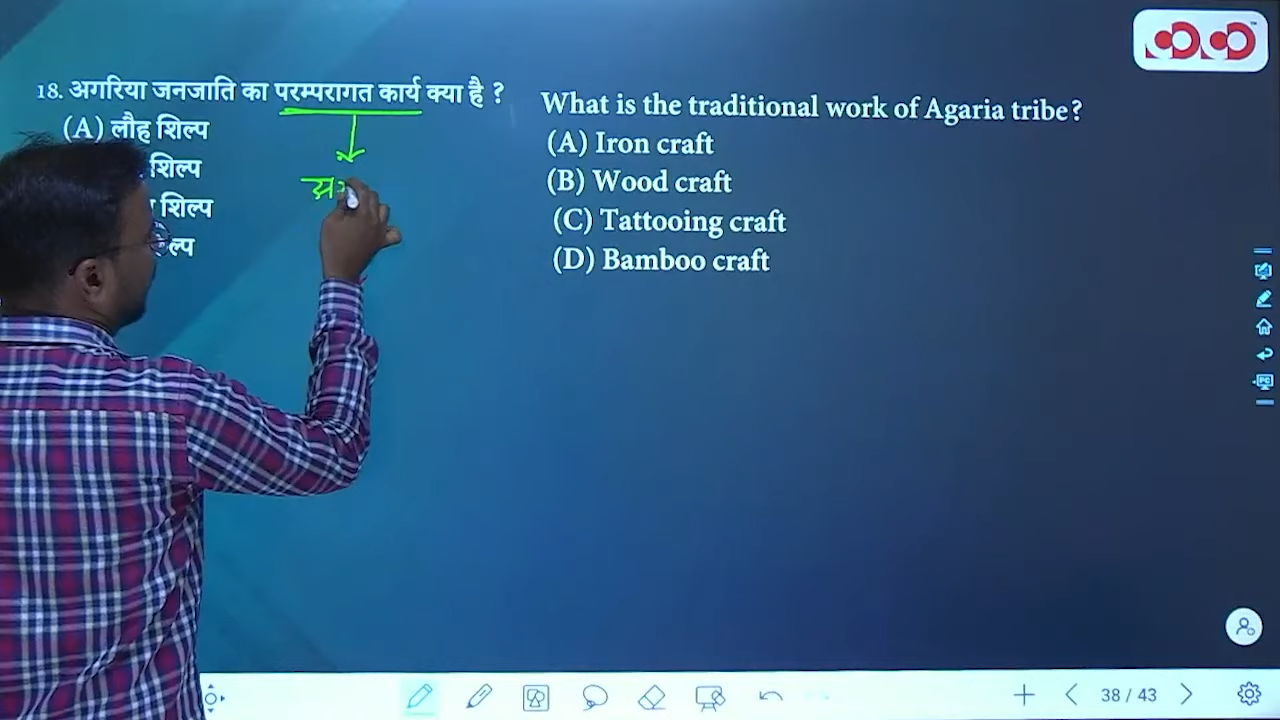 18. अगरिया जनजाति का परम्परागत कार्य क्या है ?
(A) लौह शिल्प
शिल्प
शिल्प
What is the traditional work of Agaria tribe?
(A) Iron craft
(B) Wood craft
(C) Tattooing craft
(D) Bamboo craft
38 / 43